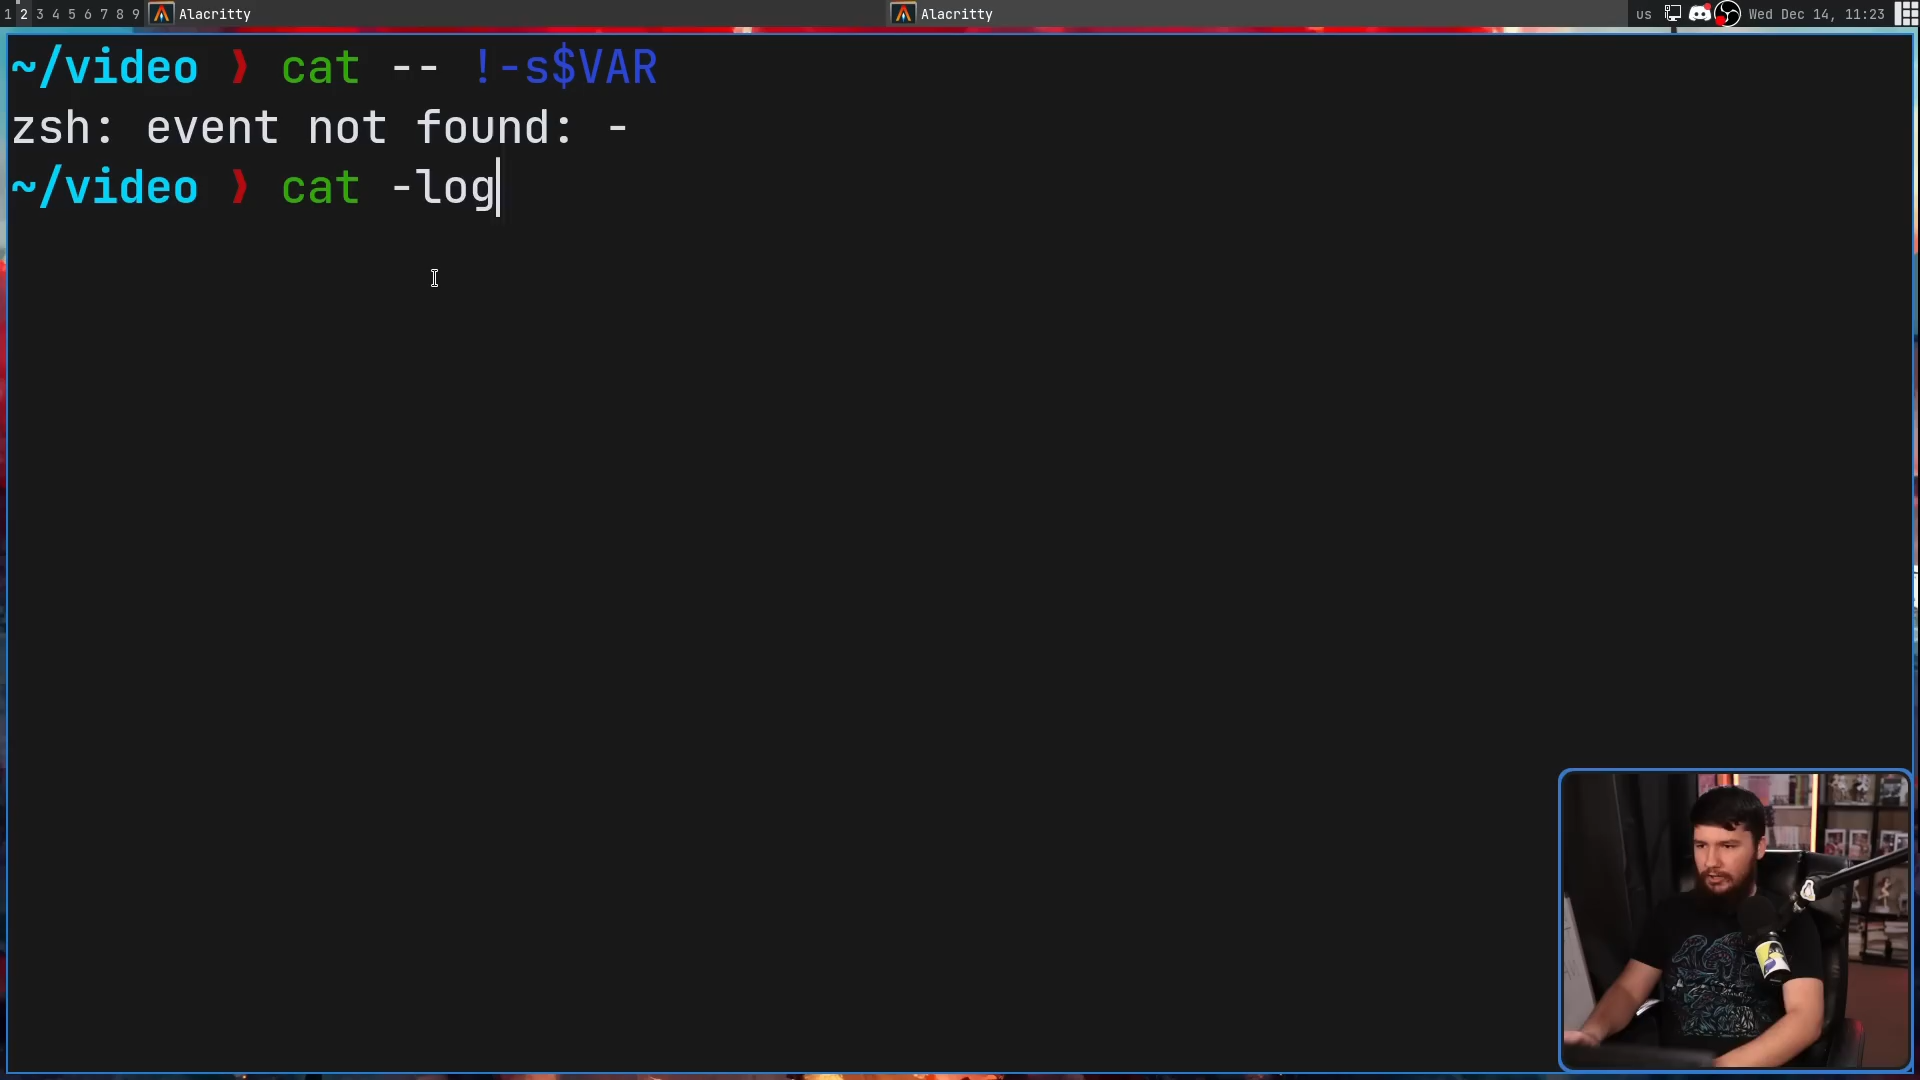 1 2 3 4 5 6 7 8 9 Alacritty Alacritty us Wed Dec 14, 11:23
~/video ❯ cat -- !-s$VAR
zsh: event not found: -
~/video ❯ cat -log